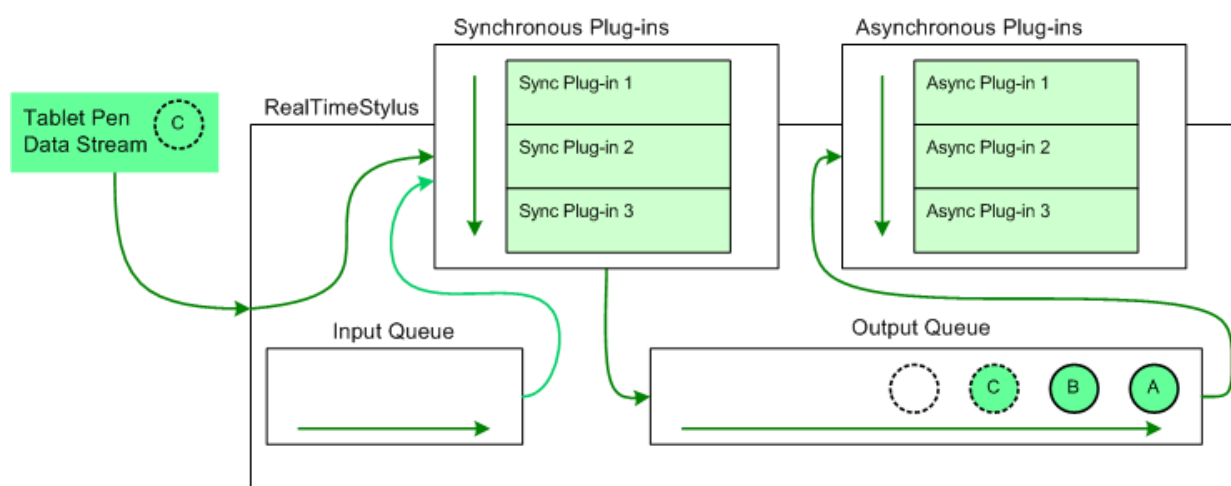 Synchronous Plug-ins
Asynchronous Plug-ins
Tablet Pen
Data Stream
C
RealTimeStylus
Sync Plug-in 1
Sync Plug-in 2
Sync Plug-in 3
Async Plug-in 1
Async Plug-in 2
Async Plug-in 3
Input Queue
Output Queue
C
B
A